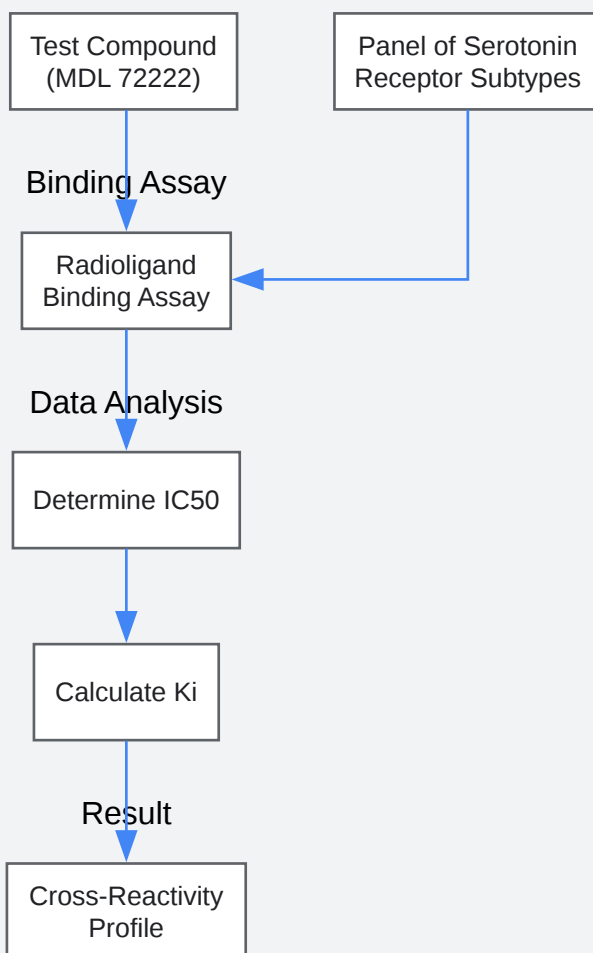 Test Compound
(MDL 72222)
Panel of Serotonin
Receptor Subtypes
Binding Assay
Radioligand
Binding Assay
Data Analysis
Determine IC50
Calculate Ki
Result
Cross-Reactivity
Profile